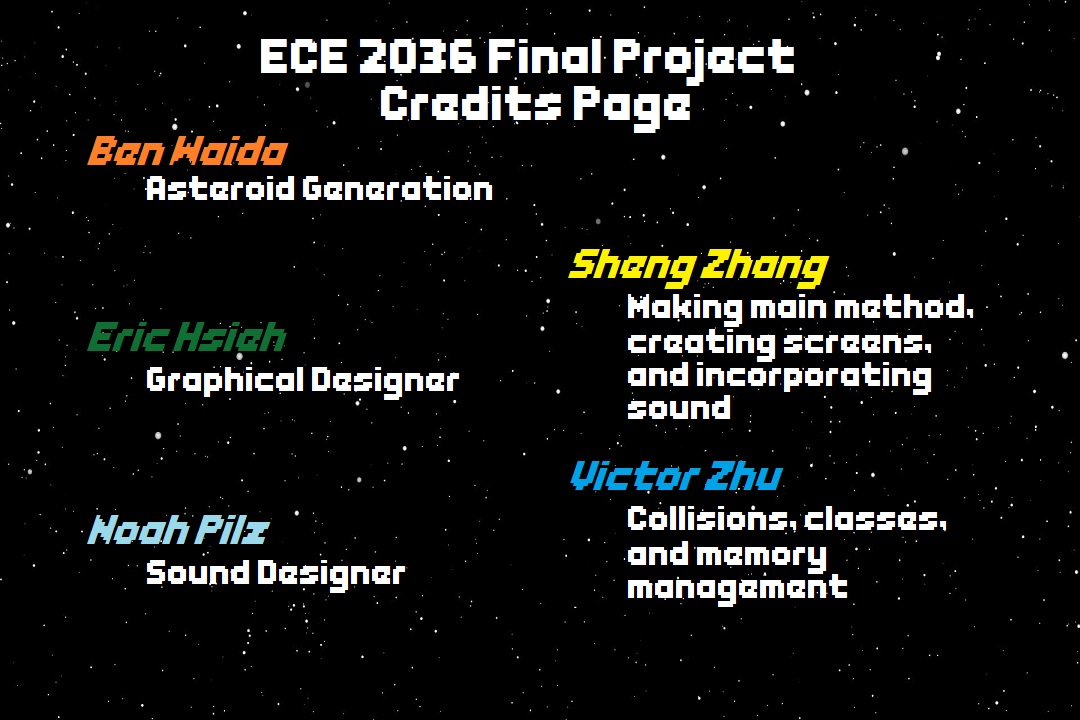 ECE 2036 Final Project
Credits Page
Ben Waido
Asteroid Generation
Eric Hsieh
Graphical Designer
Noah Pilz
Sound Designer
Sheng Zhang
Making main method,
creating screens,
and incorporating
sound
Victor Zhu
Collisions, classes,
and memory
management